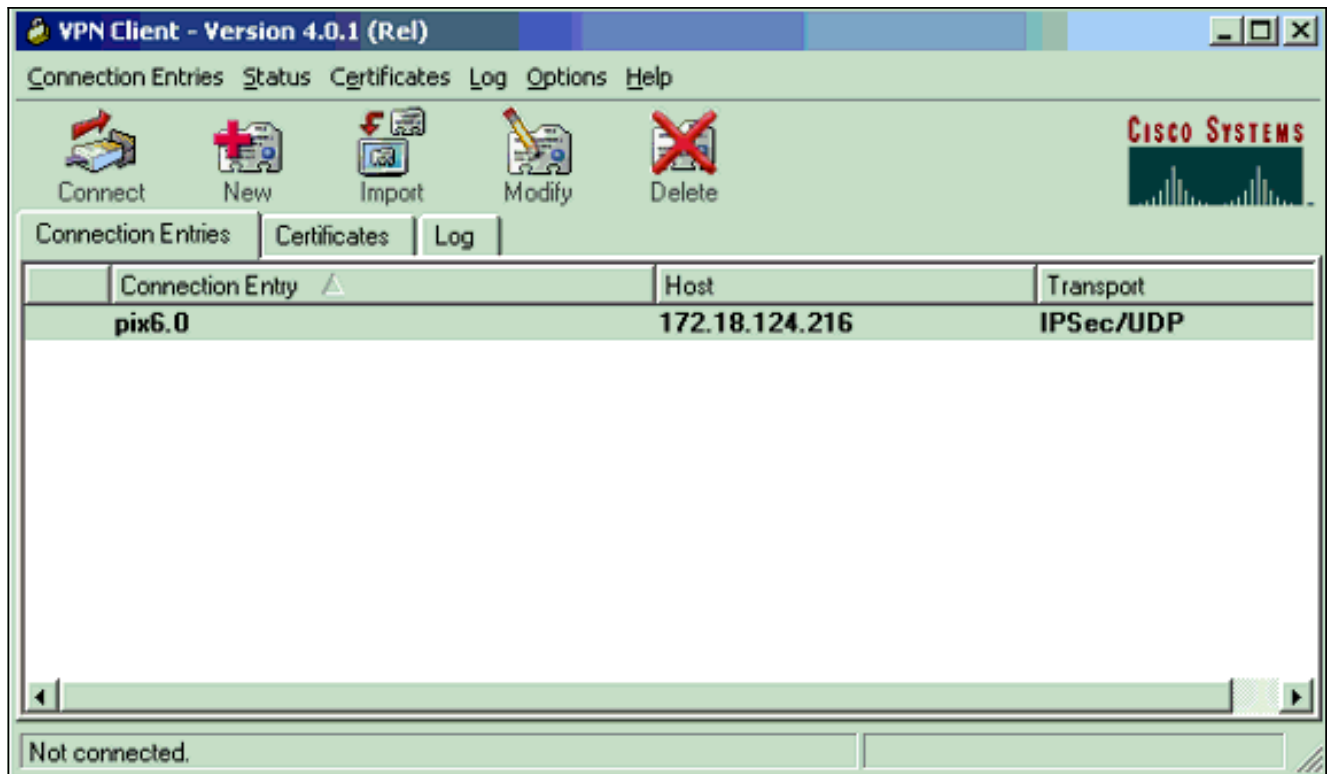 VPN Client - Version 4.0.1 (Rel)
Connection Entries Status Certificates Log Options Help
Connect New Import Modify Delete
CISCO SYSTEMS
Connection Entries Certificates Log
Connection Entry Host Transport
pix6.0 172.18.124.216 IPSec/UDP
Not connected.